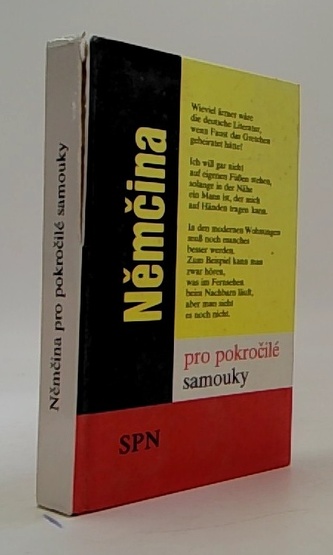 Němčina pro pokročilé samouky
Němčina
Wieviel ärmer wäre
die deutsche Literatur,
wenn Faust das Gretchen
geheiratet hätte!
Ich will gar nicht
auf eigenen Füßen stehen,
solange in der Nähe
ein Mann ist, der mich
auf Händen tragen kann.
In den modernen Wohnungen
muß noch manches
besser werden.
Zum Beispiel kann man
zwar hören,
was im Fernsehen
beim Nachbarn läuft,
aber man sieht
es noch nicht.
pro pokročilé
samouky
SPN